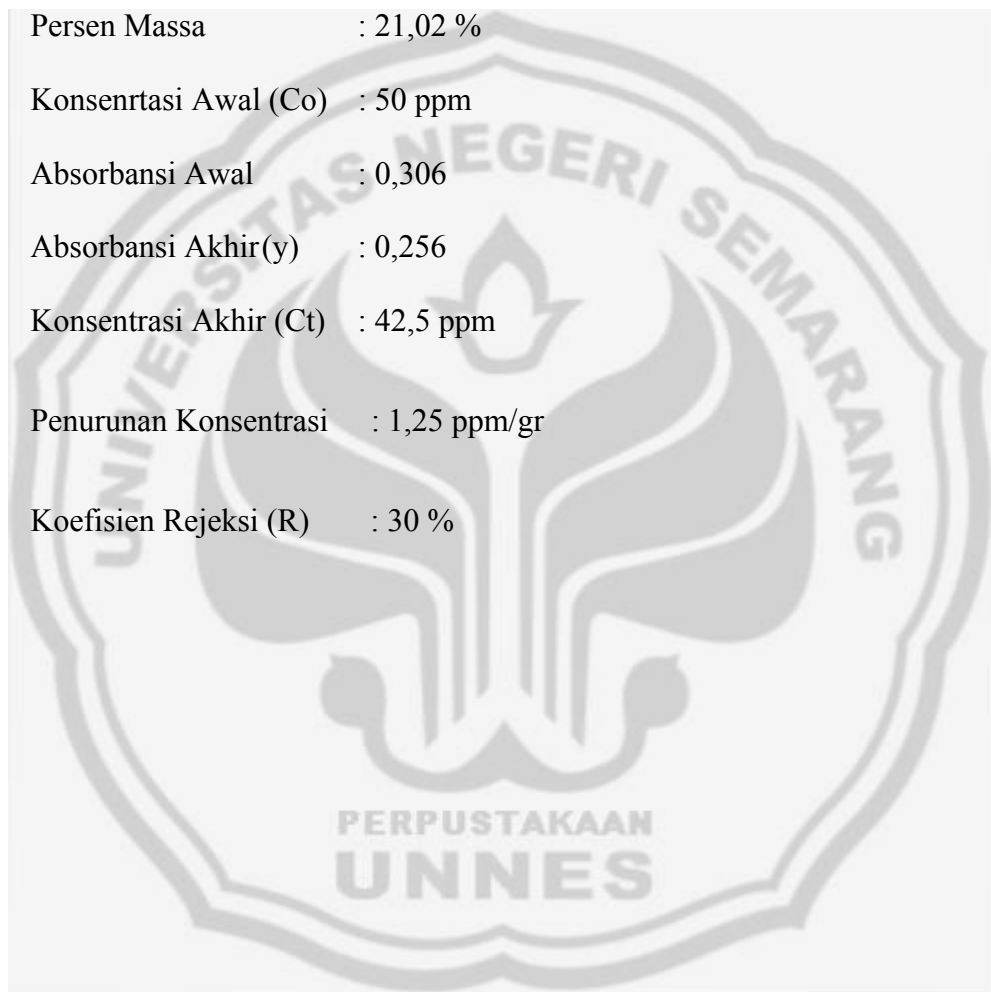 Persen Massa : 21,02 %
Konsenrtasi Awal (Co) : 50 ppm
Absorbansi Awal : 0,306
Absorbansi Akhir(y) : 0,256
Konsentrasi Akhir (Ct) : 42,5 ppm
Penurunan Konsentrasi : 1,25 ppm/gr
Koefisien Rejeksi (R) : 30 %
UNIVERSITAS NEGERI SEMARANG
PERPUSTAKAAN
UNNES